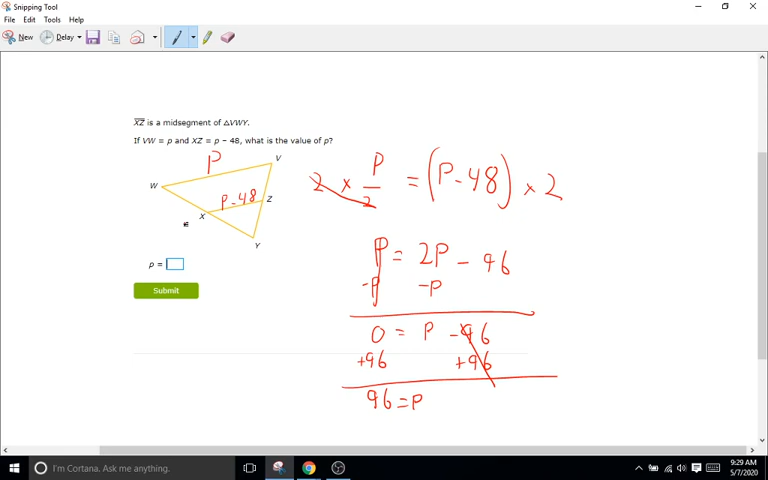 Snipping Tool
File Edit Tools Help
New Delay
XZ is a midsegment of △VWY.
If VW = p and XZ = p − 48, what is the value of p?
P
V
W
P - 48
Z
X
Y
p =
Submit
2 × P/2 = (P - 48) × 2
P = 2P - 96
-P -P
0 = P - 96
+96 +96
96 = P
I'm Cortana. Ask me anything.
9:29 AM
5/7/2020